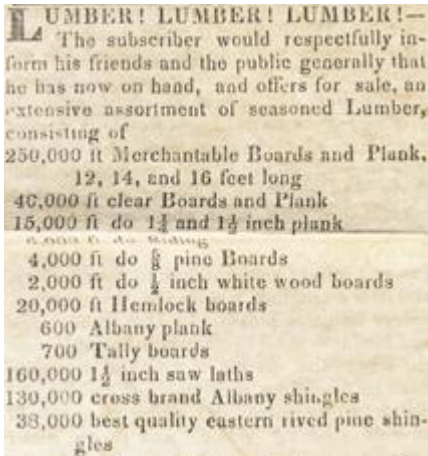 LUMBER! LUMBER! LUMBER!—
The subscriber would respectfully in-
form his friends and the public generally that
he has now on hand, and offers for sale, an
extensive assortment of seasoned Lumber,
consisting of
250,000 ft Merchantable Boards and Plank,
12, 14, and 16 feet long
40,000 ft clear Boards and Plank
15,000 ft do and 1½ inch plank
ft do
4,000 ft do ⅝ pine Boards
2,000 ft do ½ inch white wood boards
20,000 ft Hemlock boards
600 Albany plank
700 Tally boards
160,000 1½ inch saw laths
130,000 cross brand Albany shingles
38,000 best quality eastern rived pine shin-
gles